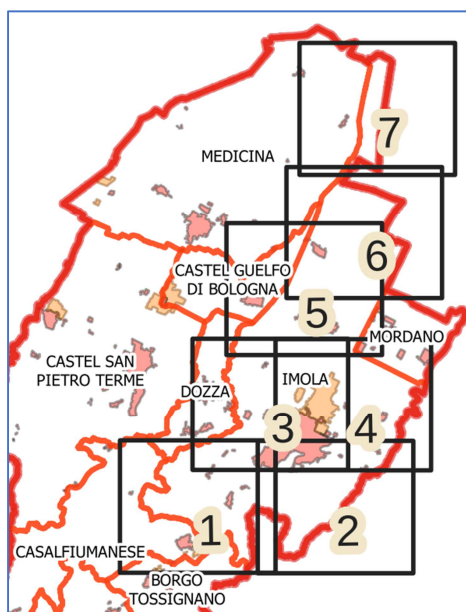 7
MEDICINA
6
CASTEL GUELFO
DI BOLOGNA
5
MORDANO
CASTEL SAN
PIETRO TERME
DOZZA
IMOLA
3
4
1
2
CASALFIUMANESE
BORGO
TOSSIGNANO